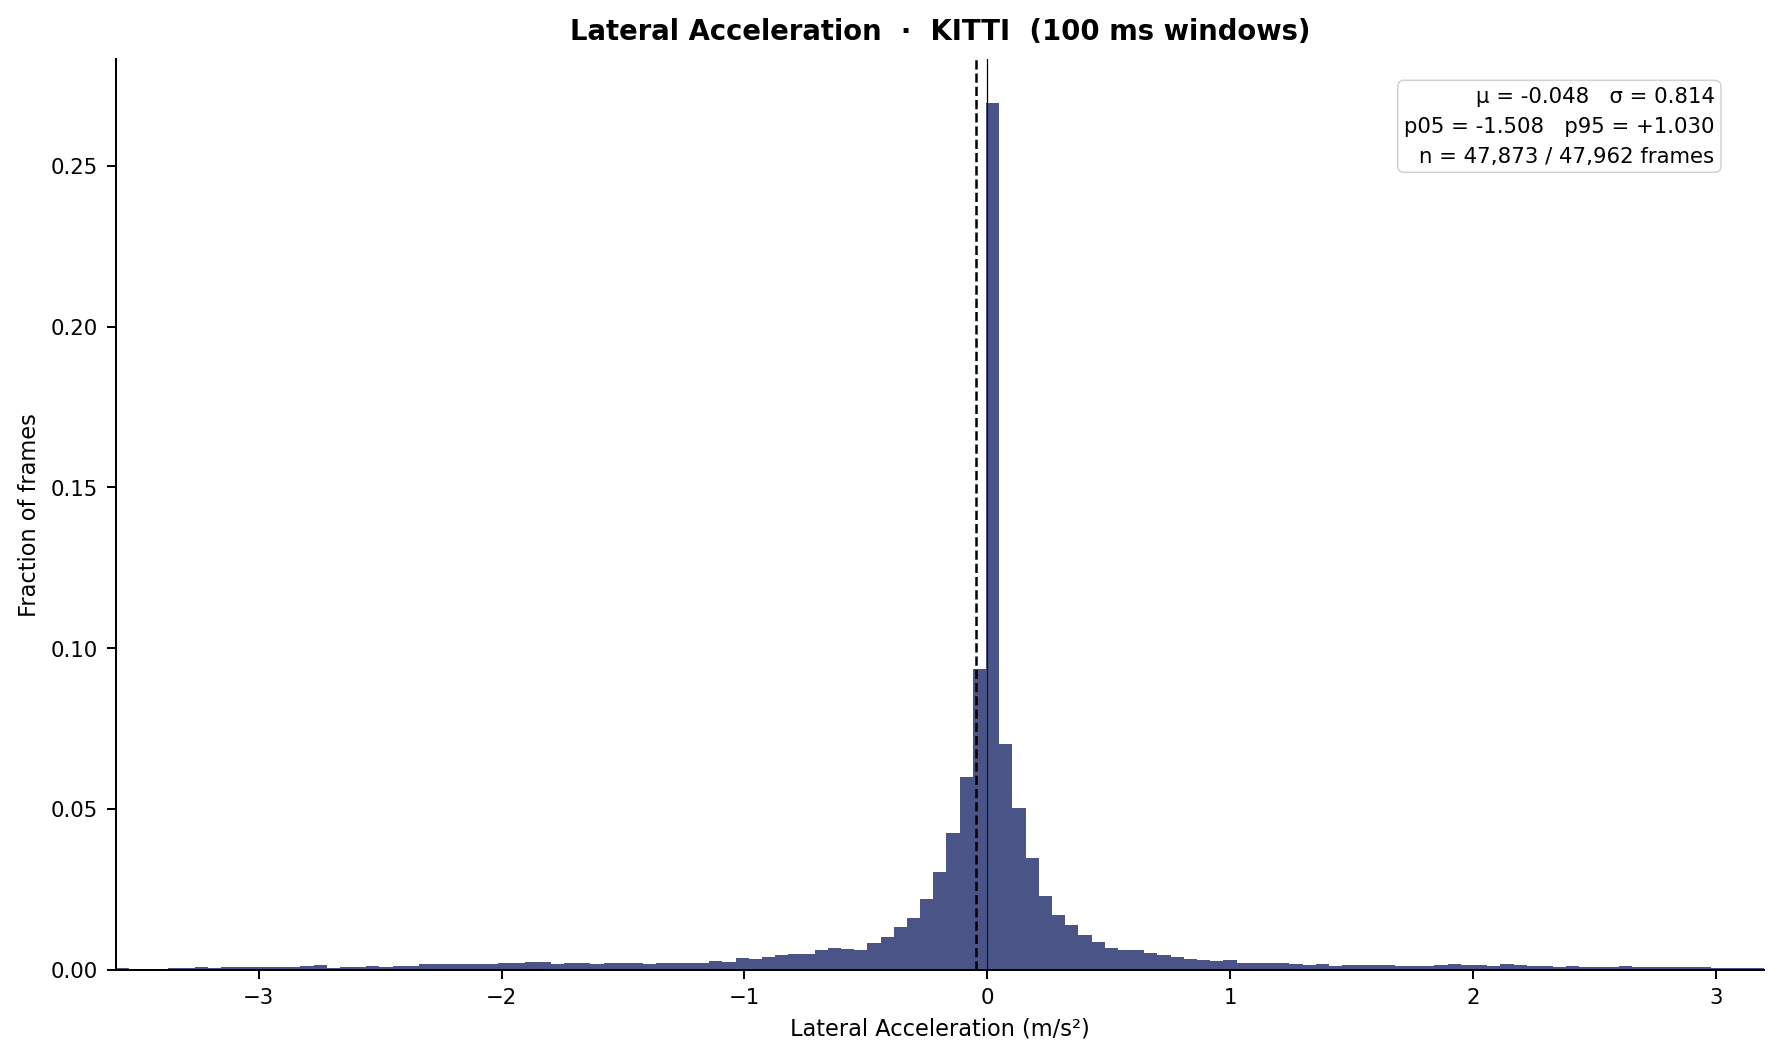 Lateral Acceleration · KITTI (100 ms windows)
μ = -0.048 σ = 0.814
p05 = -1.508 p95 = +1.030
n = 47,873 / 47,962 frames
Fraction of frames
0.25
0.20
0.15
0.10
0.05
0.00
−3
−2
−1
0
1
2
3
Lateral Acceleration (m/s²)